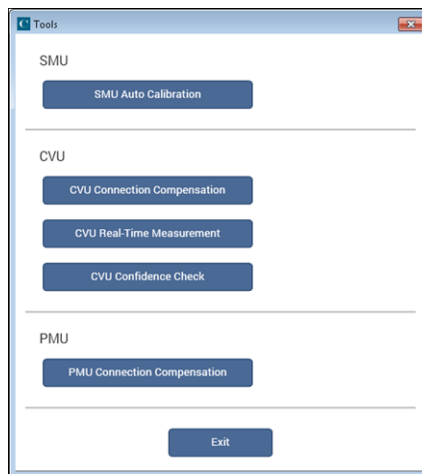 Tools
SMU
SMU Auto Calibration
CVU
CVU Connection Compensation
CVU Real-Time Measurement
CVU Confidence Check
PMU
PMU Connection Compensation
Exit